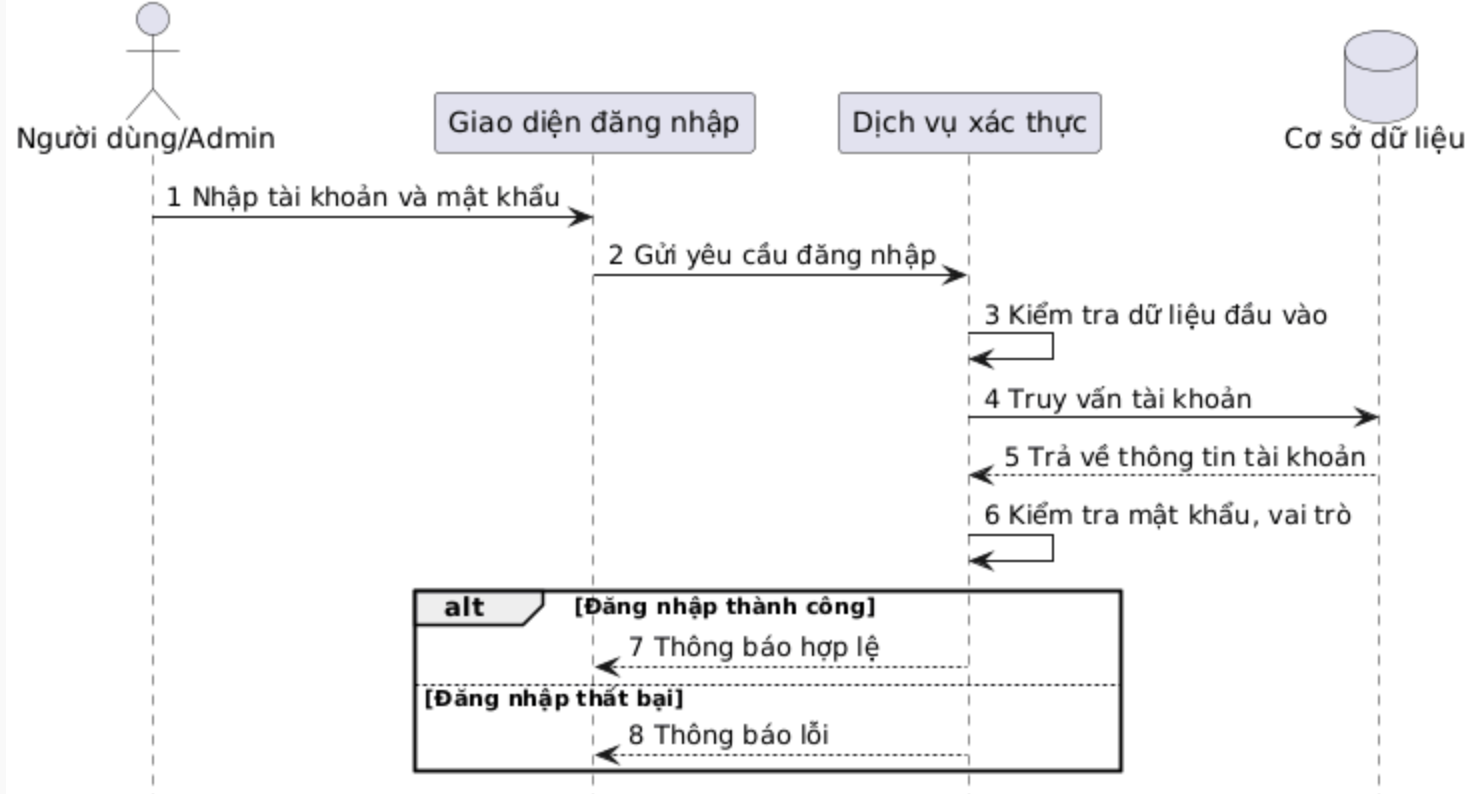 Người dùng/Admin
Giao diện đăng nhập
Dịch vụ xác thực
Cơ sở dữ liệu
1 Nhập tài khoản và mật khẩu
2 Gửi yêu cầu đăng nhập
3 Kiểm tra dữ liệu đầu vào
4 Truy vấn tài khoản
5 Trả về thông tin tài khoản
6 Kiểm tra mật khẩu, vai trò
alt [Đăng nhập thành công]
7 Thông báo hợp lệ
[Đăng nhập thất bại]
8 Thông báo lỗi